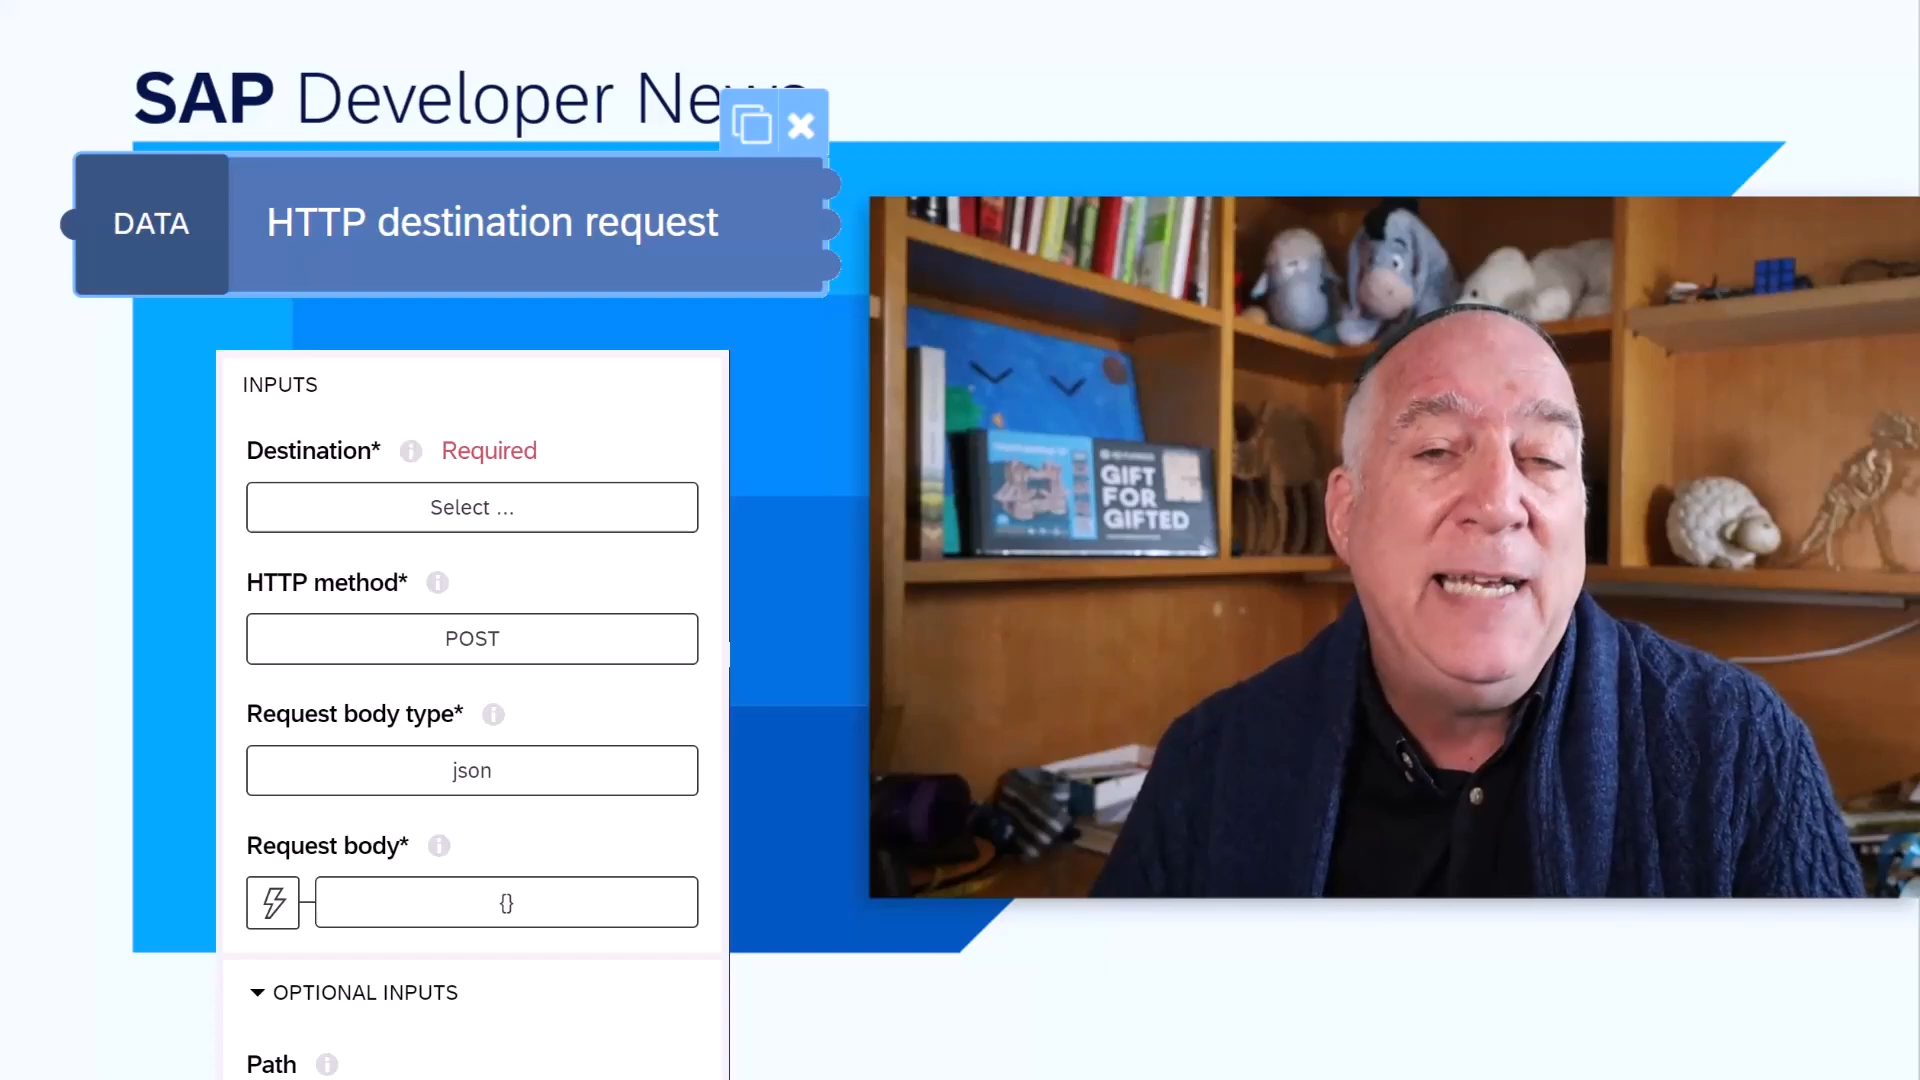 SAP Developer News
DATA
HTTP destination request
INPUTS
Destination*
Required
Select ...
HTTP method*
POST
Request body type*
json
Request body*
{}
OPTIONAL INPUTS
Path
GIFT
FOR
GIFTED